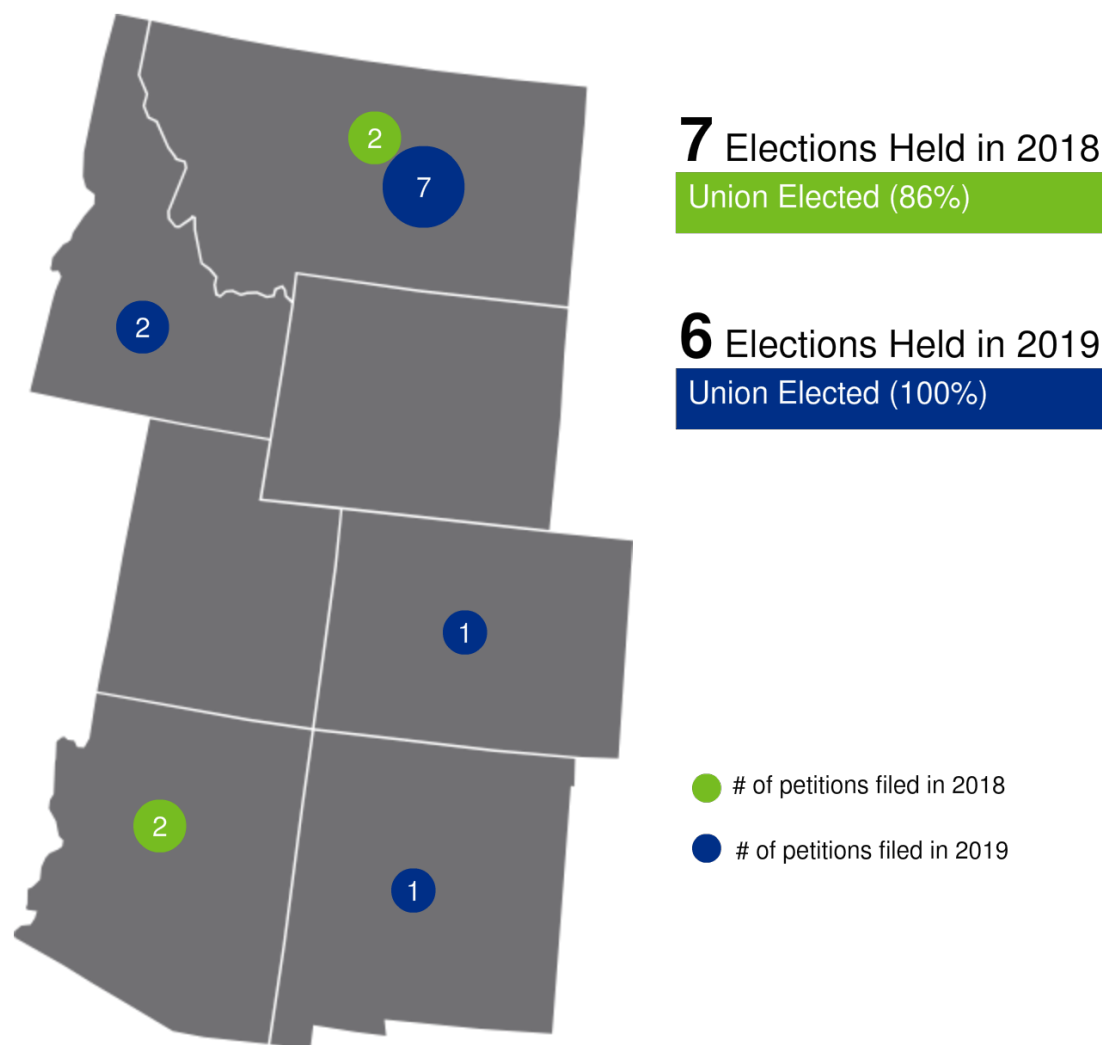 2
7
2
1
2
1
7 Elections Held in 2018
Union Elected (86%)
6 Elections Held in 2019
Union Elected (100%)
# of petitions filed in 2018
# of petitions filed in 2019